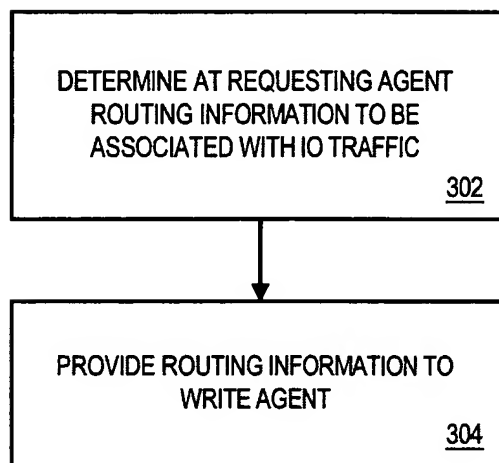 DETERMINE AT REQUESTING AGENT
ROUTING INFORMATION TO BE
ASSOCIATED WITH IO TRAFFIC
302
PROVIDE ROUTING INFORMATION TO
WRITE AGENT
304